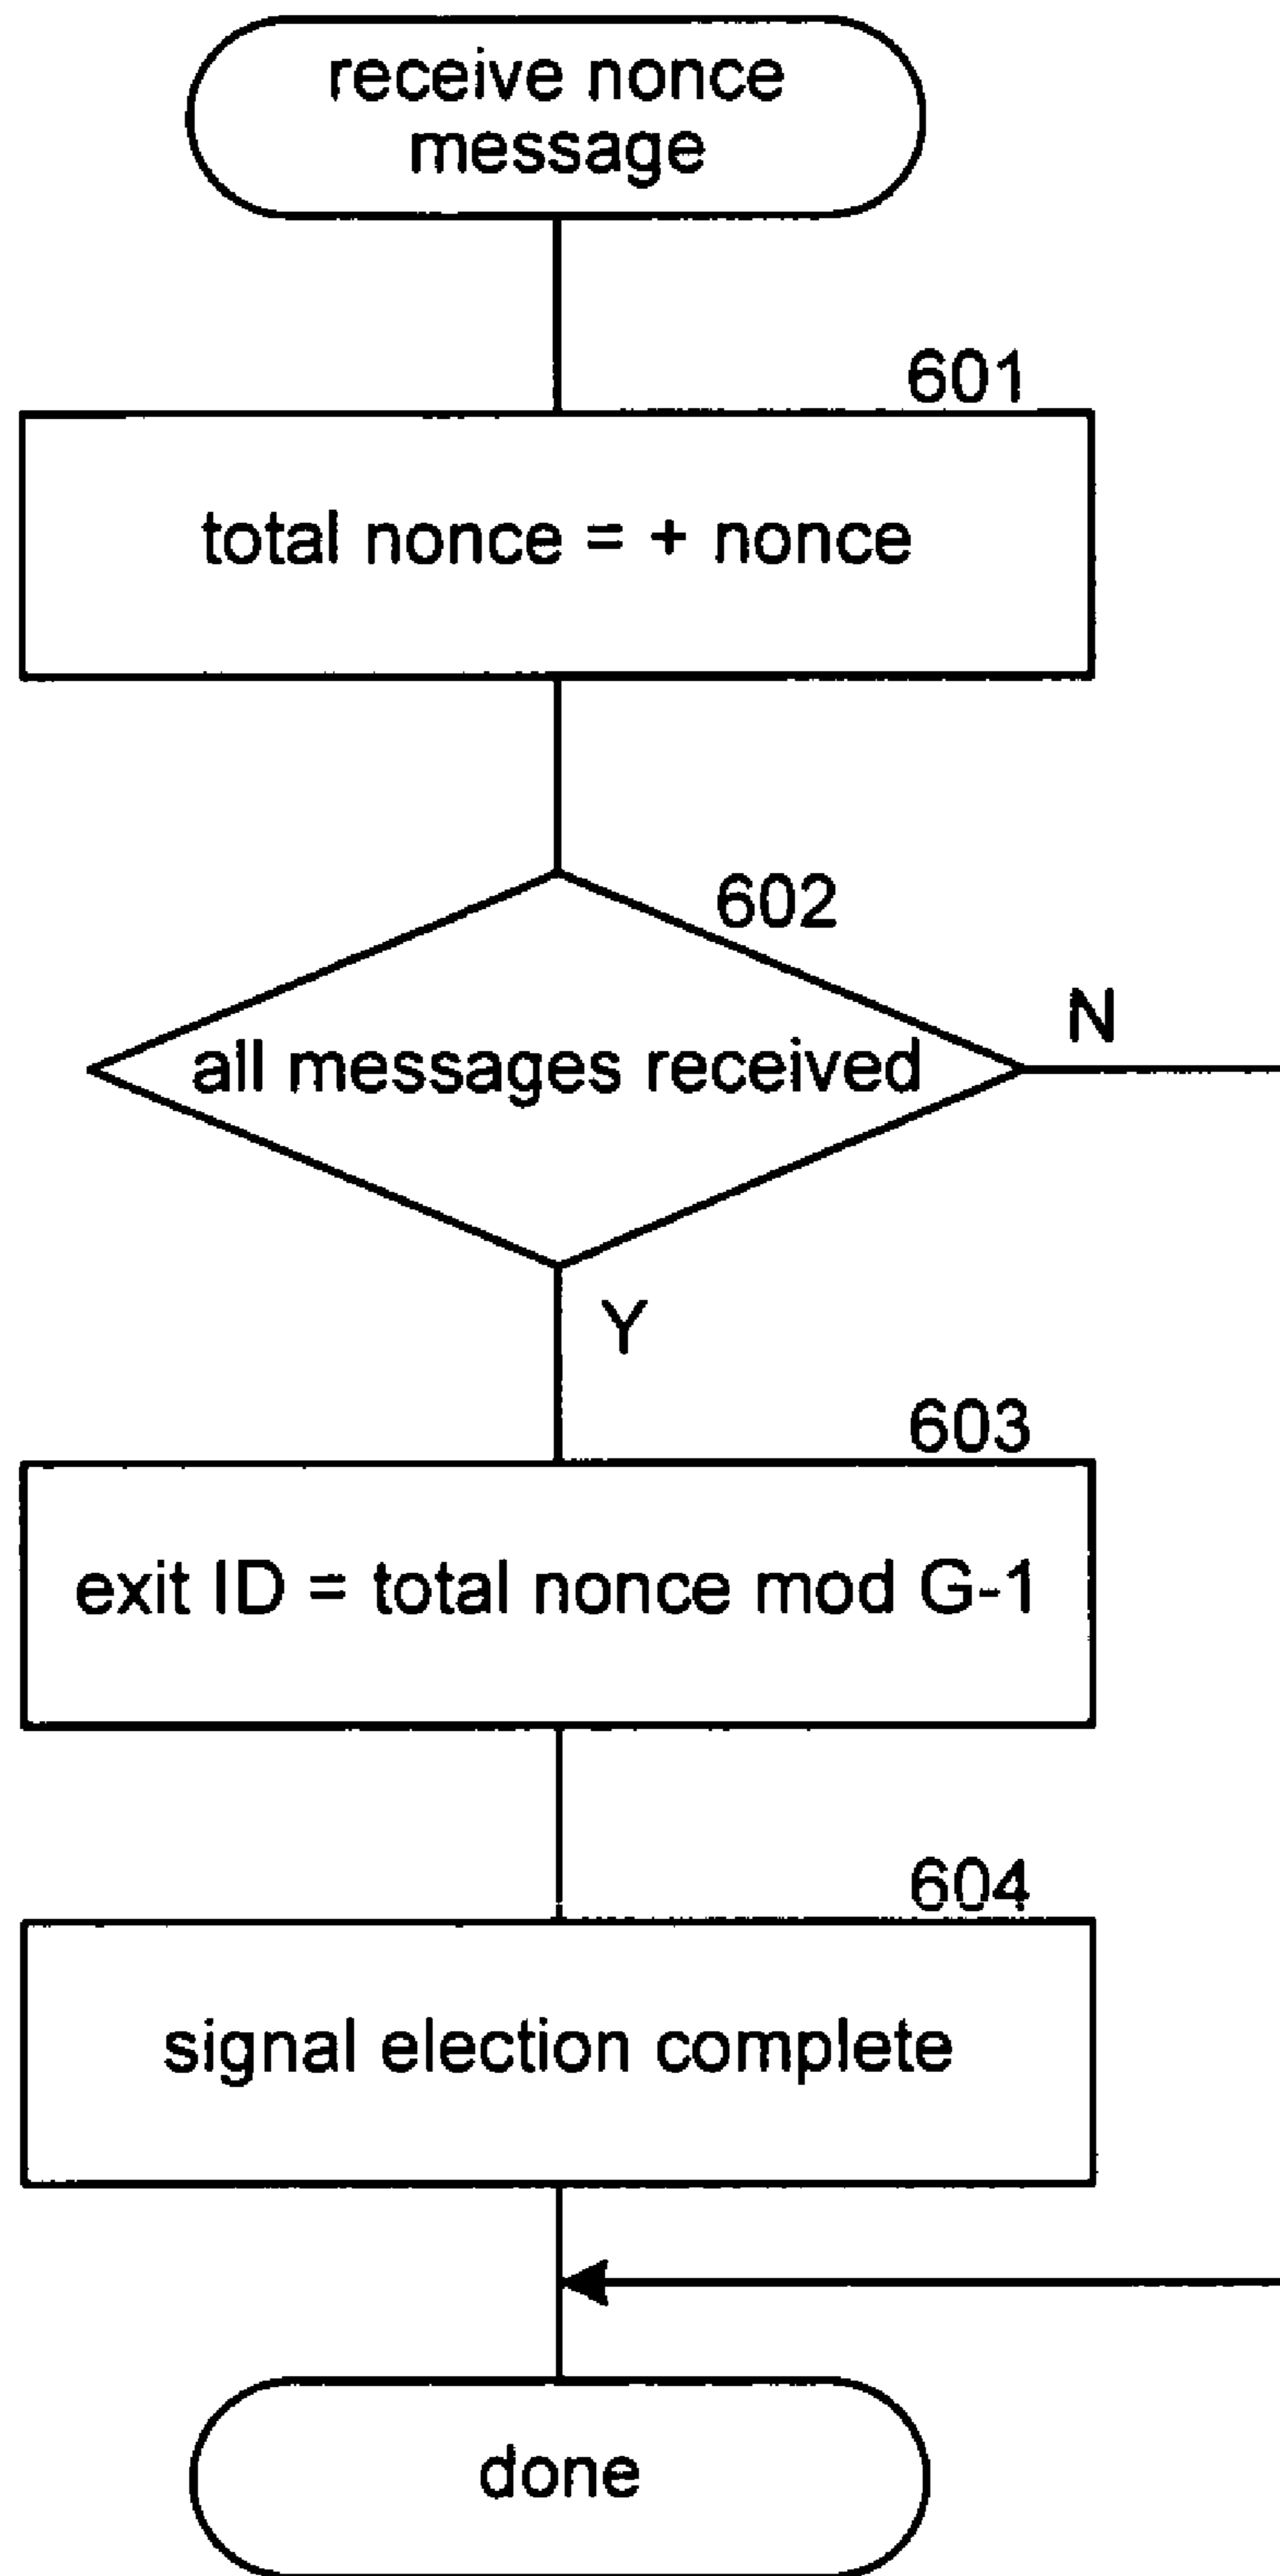 receive nonce
message
601
total nonce = + nonce
602
all messages received
N
Y
603
exit ID = total nonce mod G-1
604
signal election complete
done